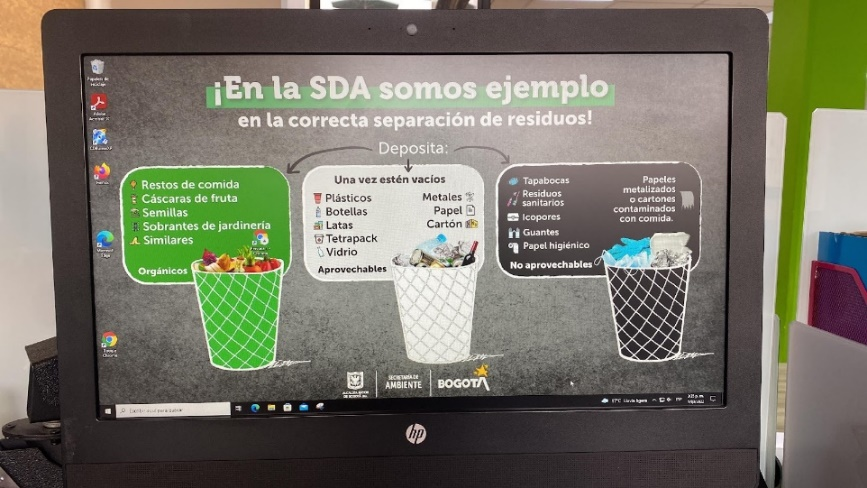 ¡En la SDA somos ejemplo
en la correcta separación de residuos!
Deposita:
Restos de comida
Cáscaras de fruta
Semillas
Sobrantes de jardinería
Similares
Orgánicos
Una vez estén vacíos
Plásticos
Botellas
Latas
Tetrapack
Vidrio
Metales
Papel
Cartón
Aprovechables
Tapabocas
Residuos
sanitarios
Icopores
Guantes
Papel higiénico
Papeles
metalizados
o cartones
contaminados
con comida.
No aprovechables
SECRETARÍA DE
AMBIENTE
BOGOTÁ
hp